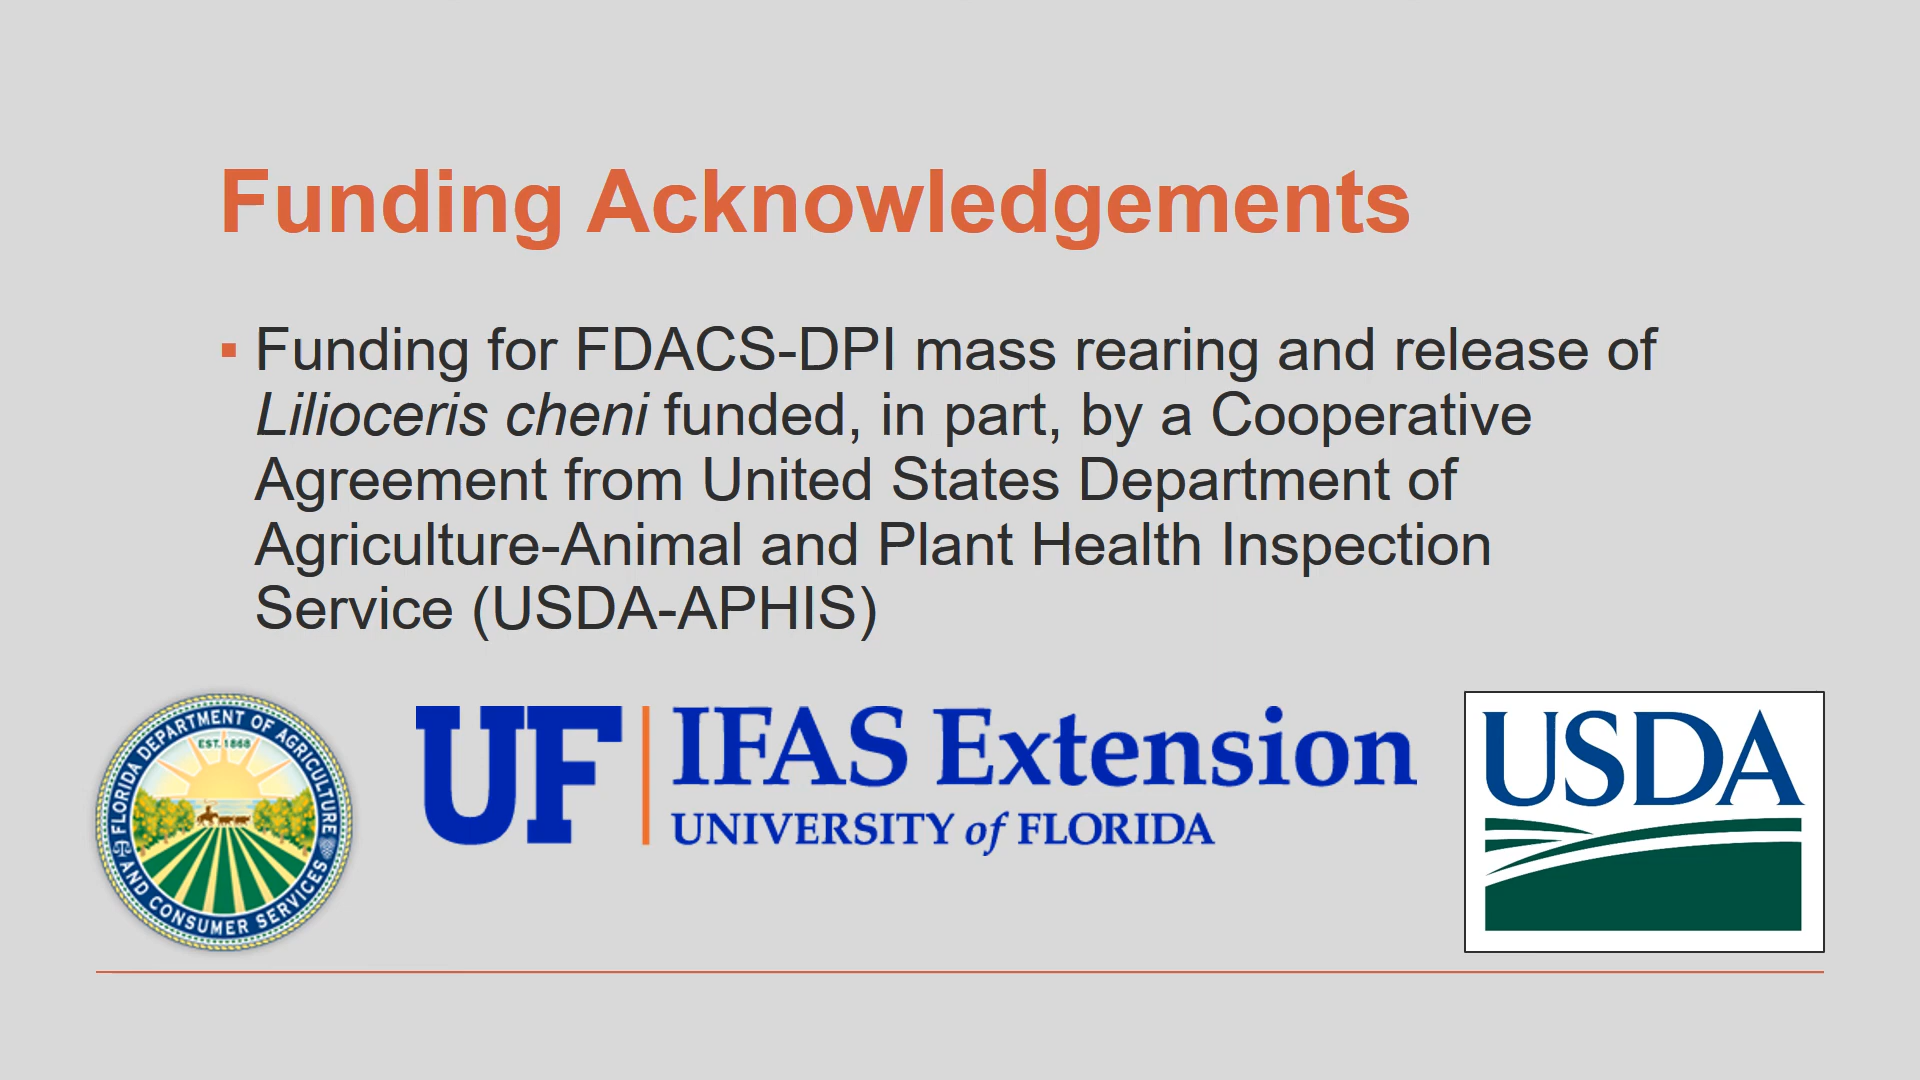 Funding Acknowledgements
▪ Funding for FDACS-DPI mass rearing and release of
Lilioceris cheni funded, in part, by a Cooperative
Agreement from United States Department of
Agriculture-Animal and Plant Health Inspection
Service (USDA-APHIS)
FLORIDA DEPARTMENT OF AGRICULTURE
AND CONSUMER SERVICES
EST. 1868
UF IFAS Extension
UNIVERSITY of FLORIDA
USDA